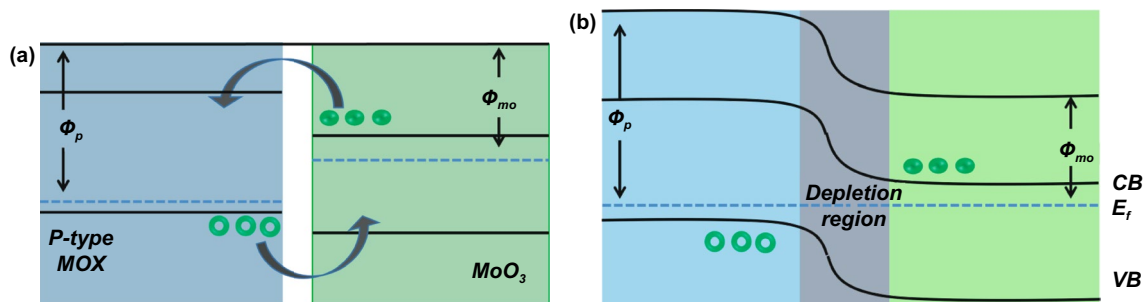 (a)
Φp
P-type
MOX
Φmo
MoO3
(b)
Φp
Depletion
region
Φmo
CB
Ef
VB